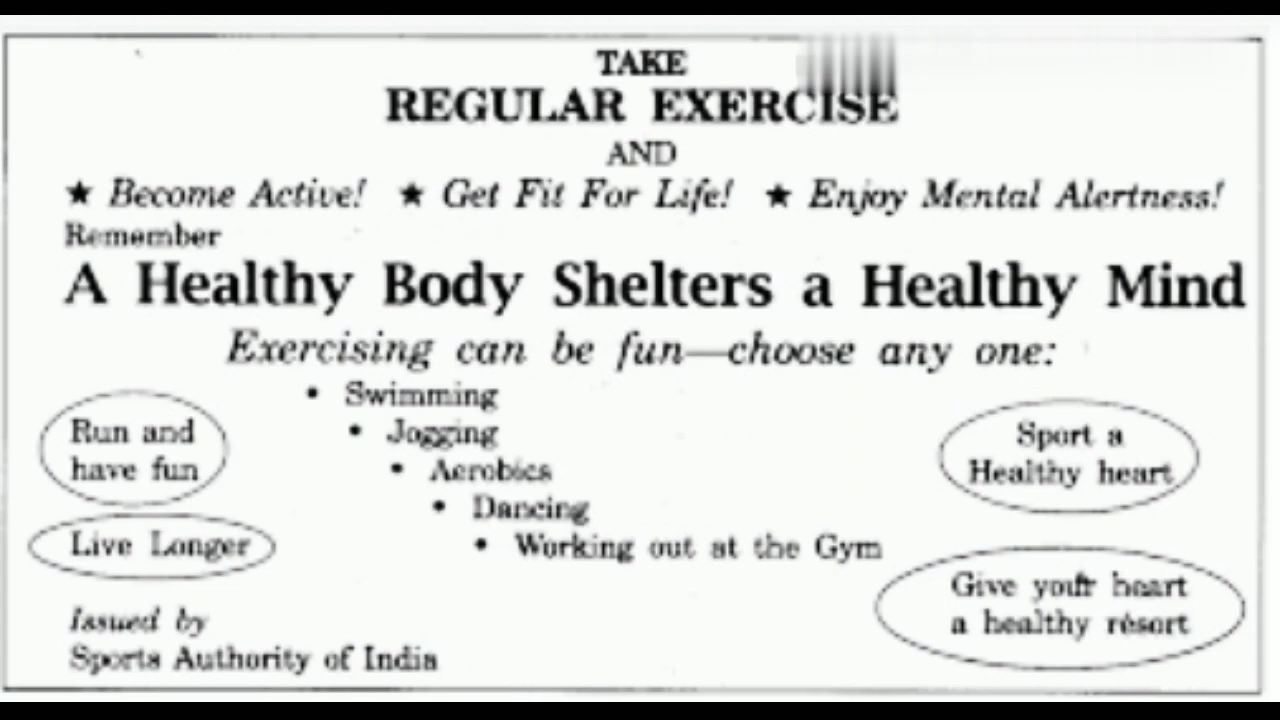 TAKE
REGULAR EXERCISE
AND
★ Become Active! ★ Get Fit For Life! ★ Enjoy Mental Alertness!
Remember
A Healthy Body Shelters a Healthy Mind
Exercising can be fun—choose any one:
• Swimming
• Jogging
• Aerobics
• Dancing
• Working out at the Gym
Run and
have fun
Live Longer
Sport a
Healthy heart
Give your heart
a healthy resort
Issued by
Sports Authority of India